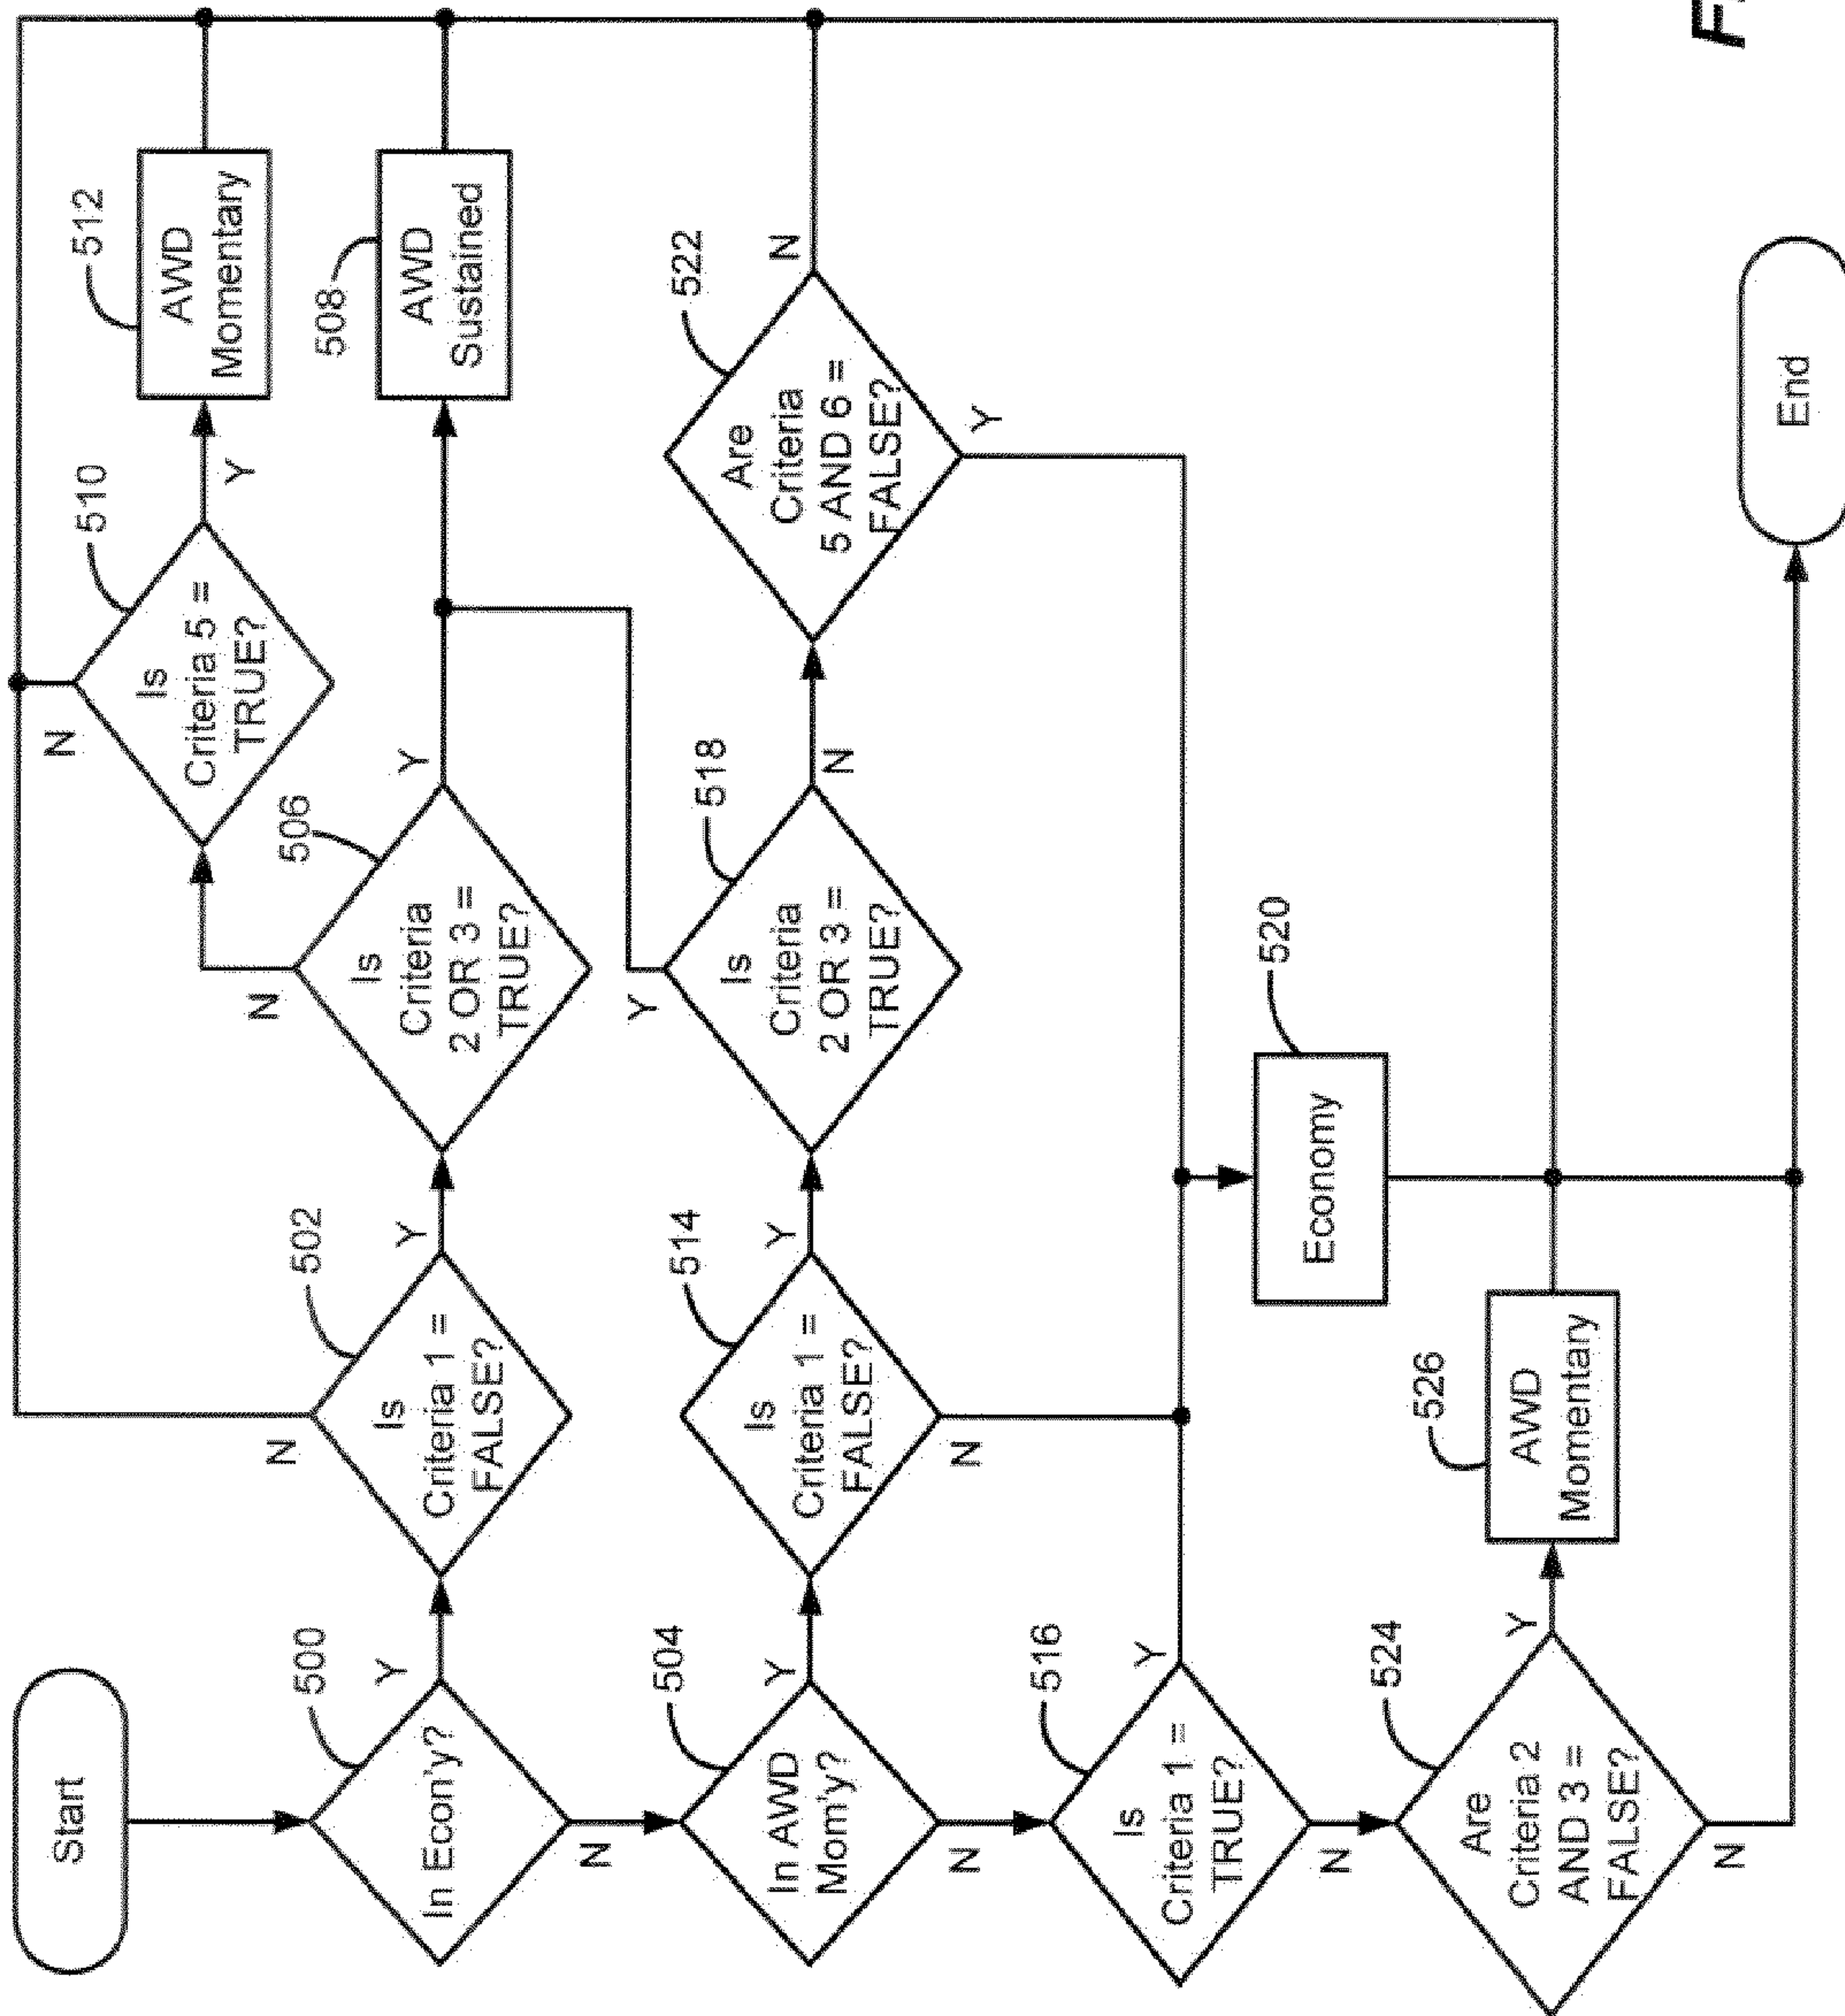 Start
500
In Econ'y?
Y
N
502
Is
Criteria 1 =
FALSE?
Y
N
506
Is
Criteria
2 OR 3 =
TRUE?
Y
N
510
Is
Criteria 5 =
TRUE?
Y
N
512
AWD
Momentary
508
AWD
Sustained
504
In AWD
Mom'y?
Y
N
514
Is
Criteria 1 =
FALSE?
Y
N
518
Is
Criteria
2 OR 3 =
TRUE?
Y
N
522
Are
Criteria
5 AND 6 =
FALSE?
N
Y
516
Is
Criteria 1 =
TRUE?
Y
N
520
Economy
524
Are
Criteria 2
AND 3 =
FALSE?
Y
N
526
AWD
Momentary
End